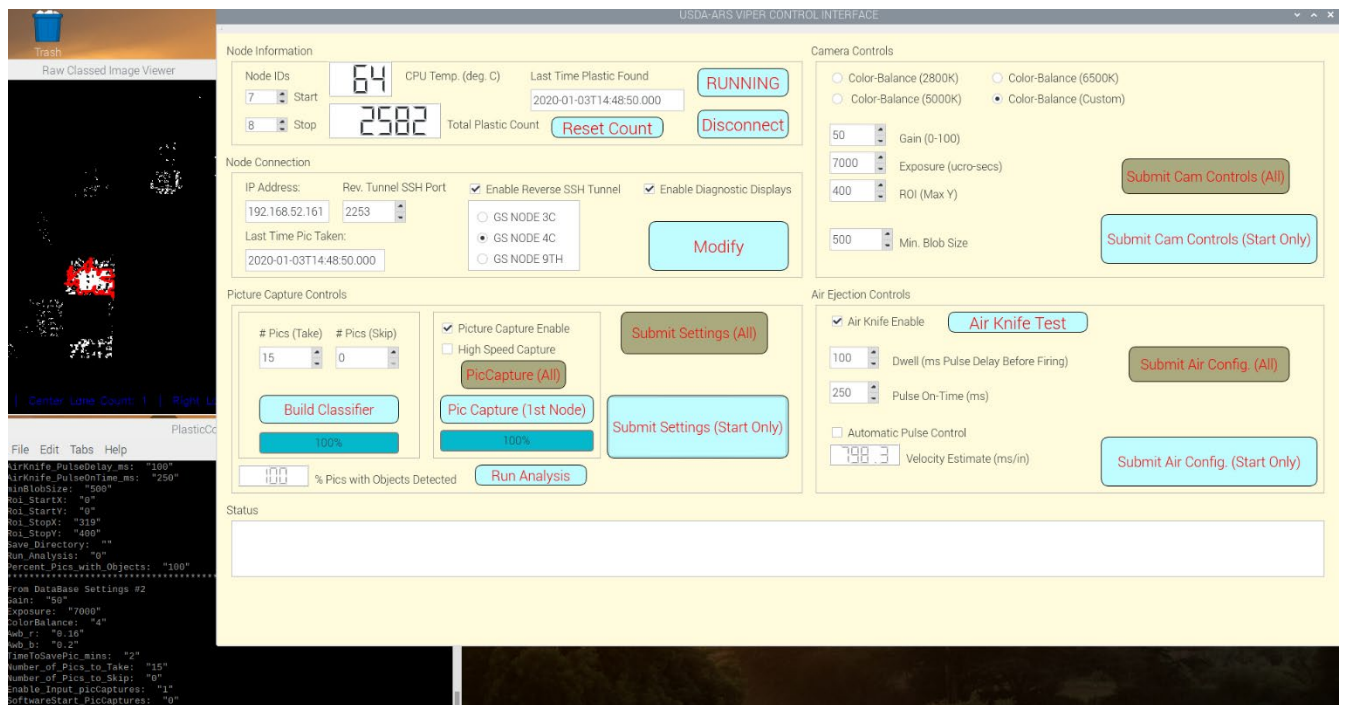 USDA-ARS VIPER CONTROL INTERFACE
Trash
Raw Classed Image Viewer
| Center Lane Count: 1 | Right
PlasticCo
File Edit Tabs Help
AirKnife_PulseDelay_ms: "100"
AirKnife_PulseOnTime_ms: "250"
minBlobSize: "500"
Roi_StartX: "0"
Roi_StartY: "0"
Roi_StopX: "319"
Roi_StopY: "400"
Save_Directory: ""
Run_Analysis: "0"
Percent_Pics_with_Objects: "100"
From DataBase Settings #2
Gain: "50"
Exposure: "7000"
ColorBalance: "4"
Awb_r: "0.16"
Awb_b: "0.2"
TimeToSavePic_mins: "2"
Number_of_Pics_to_Take: "15"
Number_of_Pics_to_Skip: "0"
Enable_Input_picCaptures: "1"
SoftwareStart_PicCaptures: "0"
Node Information
Node IDs
7 Start
8 Stop
64 CPU Temp. (deg. C)
2582 Total Plastic Count
Last Time Plastic Found
2020-01-03T14:48:50.000
Reset Count
RUNNING
Disconnect
Node Connection
IP Address:
192.168.52.161
Rev. Tunnel SSH Port
2253
Last Time Pic Taken:
2020-01-03T14:48:50.000
Enable Reverse SSH Tunnel
Enable Diagnostic Displays
GS NODE 3C
GS NODE 4C
GS NODE 9TH
Modify
Picture Capture Controls
# Pics (Take) # Pics (Skip)
15 0
Build Classifier
100%
Picture Capture Enable
High Speed Capture
PicCapture (All)
Pic Capture (1st Node)
100%
Submit Settings (All)
Submit Settings (Start Only)
100 % Pics with Objects Detected
Run Analysis
Status
Camera Controls
Color-Balance (2800K) Color-Balance (6500K)
Color-Balance (5000K) Color-Balance (Custom)
50 Gain (0-100)
7000 Exposure (ucro-secs)
400 ROI (Max Y)
500 Min. Blob Size
Submit Cam Controls (All)
Submit Cam Controls (Start Only)
Air Ejection Controls
Air Knife Enable
Air Knife Test
100 Dwell (ms Pulse Delay Before Firing)
250 Pulse On-Time (ms)
Automatic Pulse Control
798.3 Velocity Estimate (ms/in)
Submit Air Config. (All)
Submit Air Config. (Start Only)